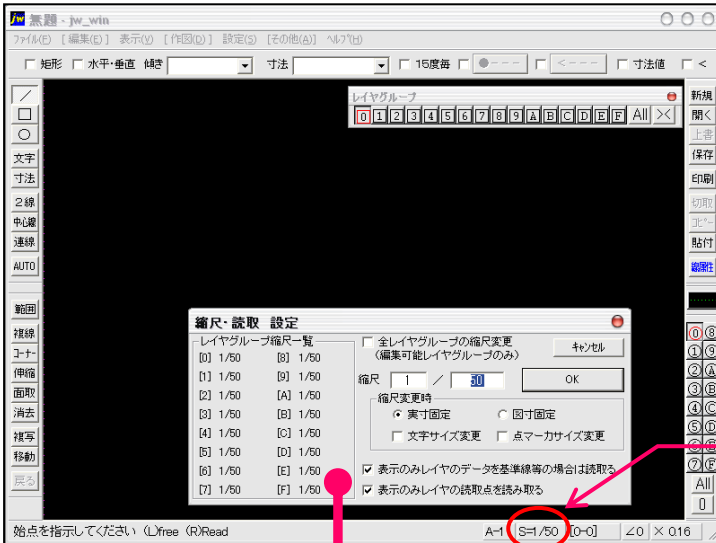 jw 無題 - jw_win
ファイル(F) [編集(E)] 表示(V) [作図(D)] 設定(S) [その他(A)] ヘルプ(H)
矩形 水平・垂直 傾き 寸法 15度毎 ●--- <--- 寸法値 <
レイヤグループ
0 1 2 3 4 5 6 7 8 9 A B C D E F All ><
文字
寸法
2線
中心線
連線
AUTO
範囲
複線
コーナー
伸縮
面取
消去
複写
移動
戻る
新規
開く
上書
保存
印刷
切取
コピー
貼付
線属性
0 8
1 9
2 A
3 B
4 C
5 D
6 E
7 F
All
0
縮尺・読取 設定
レイヤグループ縮尺一覧
[0] 1/50 [8] 1/50
[1] 1/50 [9] 1/50
[2] 1/50 [A] 1/50
[3] 1/50 [B] 1/50
[4] 1/50 [C] 1/50
[5] 1/50 [D] 1/50
[6] 1/50 [E] 1/50
[7] 1/50 [F] 1/50
全レイヤグループの縮尺変更
(編集可能レイヤグループのみ)
キャンセル
縮尺 1 / 50 OK
縮尺変更時
実寸固定 図寸固定
文字サイズ変更 点マーカサイズ変更
表示のみレイヤのデータを基準線等の場合は読取る
表示のみレイヤの読取点を読み取る
始点を指示してください (L)free (R)Read
A-1 S=1/50 [0-0] ∠0 × 0.16